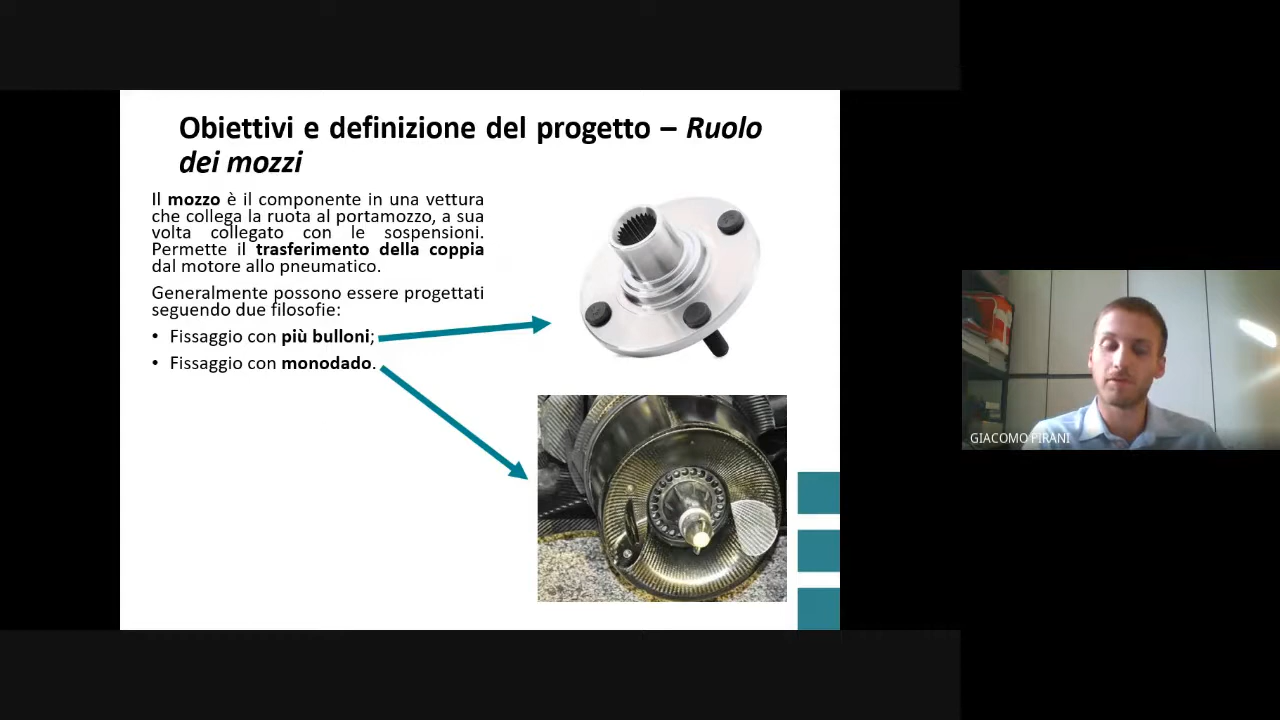 Obiettivi e definizione del progetto – Ruolo
dei mozzi
Il mozzo è il componente in una vettura
che collega la ruota al portamozzo, a sua
volta collegato con le sospensioni.
Permette il trasferimento della coppia
dal motore allo pneumatico.
Generalmente possono essere progettati
seguendo due filosofie:
• Fissaggio con più bulloni;
• Fissaggio con monodado.
GIACOMO PIRANI